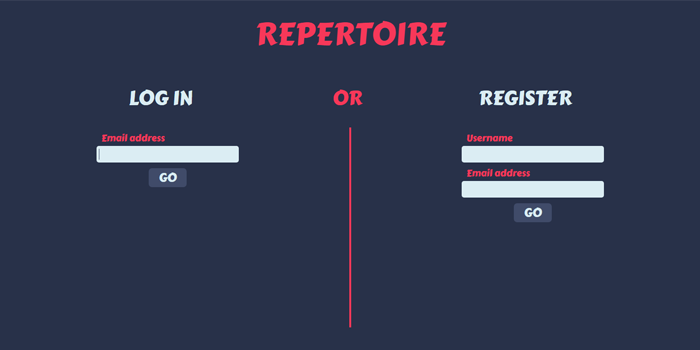 REPERTOIRE
LOG IN
Email address
GO
OR
REGISTER
Username
Email address
GO